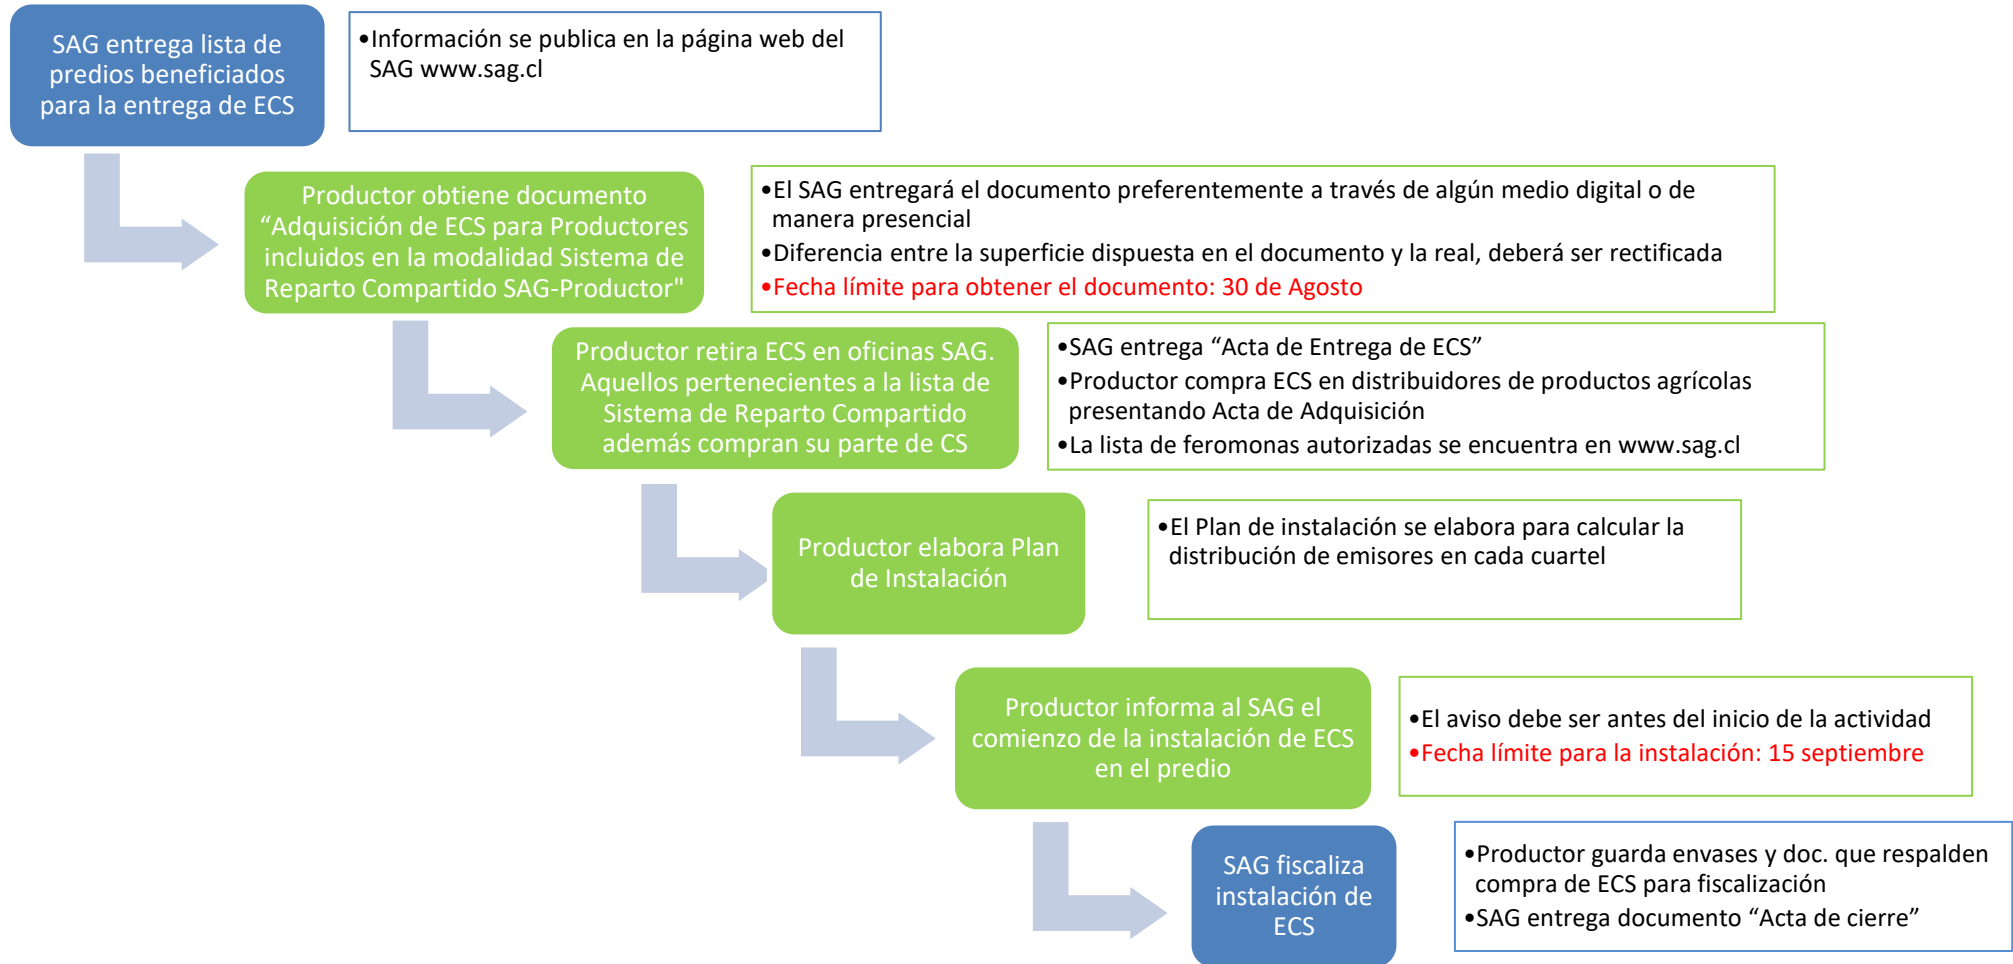 SAG entrega lista de
predios beneficiados
para la entrega de ECS
•Información se publica en la página web del
SAG www.sag.cl
Productor obtiene documento
“Adquisición de ECS para Productores
incluidos en la modalidad Sistema de
Reparto Compartido SAG-Productor"
•El SAG entregará el documento preferentemente a través de algún medio digital o de
manera presencial
•Diferencia entre la superficie dispuesta en el documento y la real, deberá ser rectificada
•Fecha límite para obtener el documento: 30 de Agosto
Productor retira ECS en oficinas SAG.
Aquellos pertenecientes a la lista de
Sistema de Reparto Compartido
además compran su parte de CS
•SAG entrega “Acta de Entrega de ECS”
•Productor compra ECS en distribuidores de productos agrícolas
presentando Acta de Adquisición
•La lista de feromonas autorizadas se encuentra en www.sag.cl
Productor elabora Plan
de Instalación
•El Plan de instalación se elabora para calcular la
distribución de emisores en cada cuartel
Productor informa al SAG el
comienzo de la instalación de ECS
en el predio
•El aviso debe ser antes del inicio de la actividad
•Fecha límite para la instalación: 15 septiembre
SAG fiscaliza
instalación de
ECS
•Productor guarda envases y doc. que respalden
compra de ECS para fiscalización
•SAG entrega documento “Acta de cierre”